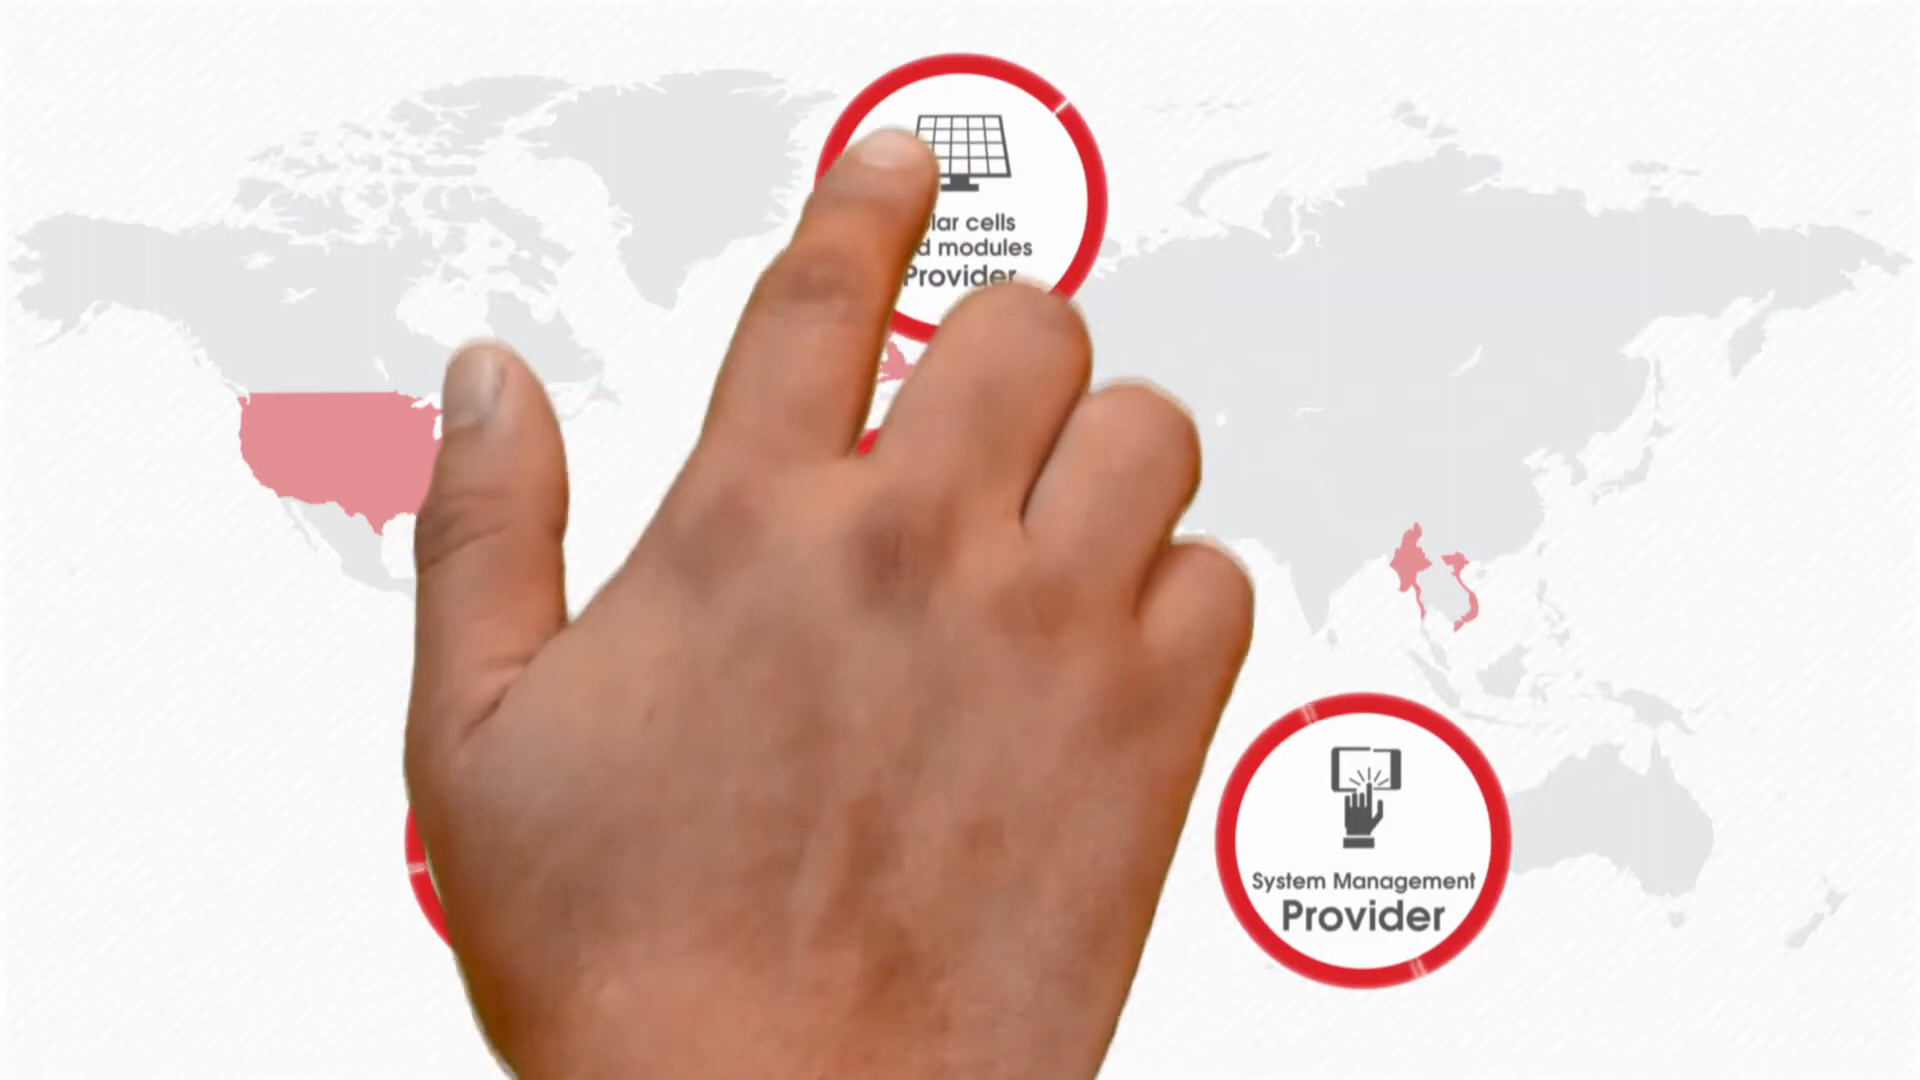 lar cells
d modules
Provider
System Management
Provider